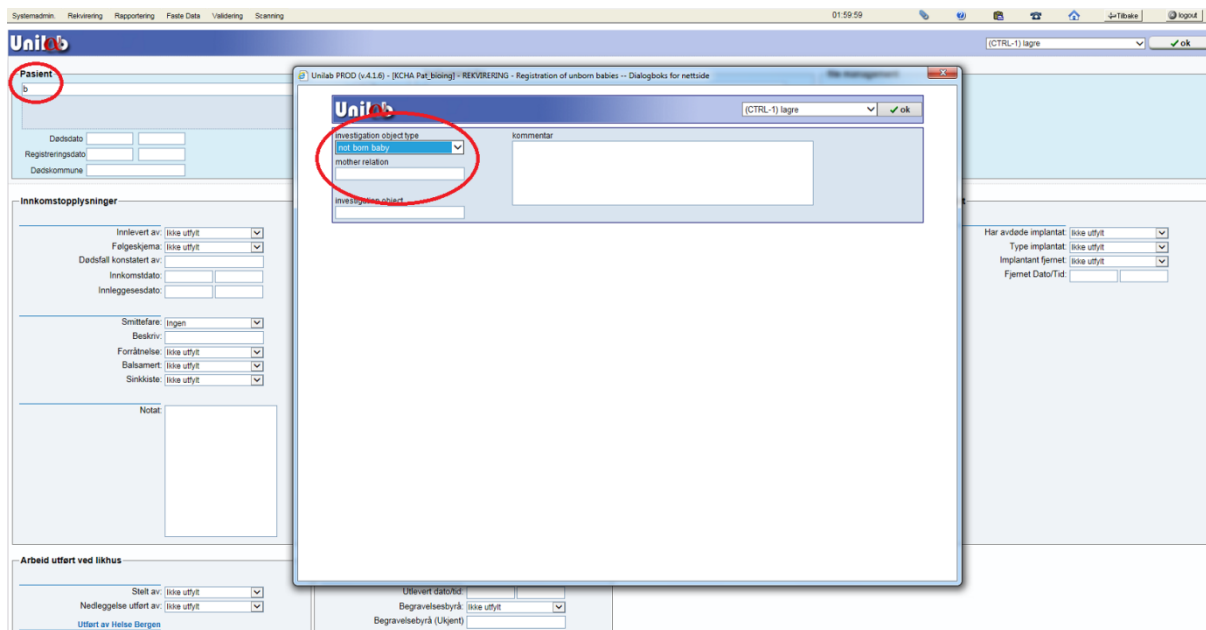 Systemadmin. Rekvirering Rapportering Faste Data Validering Scanning 01:59:59 Tilbake logout
Unilab (CTRL-1) lagre ok
Pasient
b
Dødsdato
Registreringsdato
Dødskommune
Unilab PROD (v.4.1.6) - [KCHA Pat_bioing] - REKVIRERING - Registration of unborn babies -- Dialogboks for nettside
Unilab (CTRL-1) lagre ok
investigation object type kommentar
not born baby
mother relation
investigation object
Innkomstopplysninger
Innlevert av: Ikke utfylt
Følgeskjema: Ikke utfylt
Dødsfall konstatert av:
Innkomstdato:
Innleggesesdato:
Smittefare: Ingen
Beskriv:
Forråtnelse: Ikke utfylt
Balsamert: Ikke utfylt
Sinkkiste: Ikke utfylt
Notat:
Har avdøde implantat: Ikke utfylt
Type implantat: Ikke utfylt
Implantant fjernet: Ikke utfylt
Fjernet Dato/Tid:
Arbeid utført ved likhus
Stelt av: Ikke utfylt
Nedleggelse utført av: Ikke utfylt
Utført av Helse Bergen
Utlevert dato/tid:
Begravelsesbyrå: Ikke utfylt
Begravelsebyrå (Ukjent)